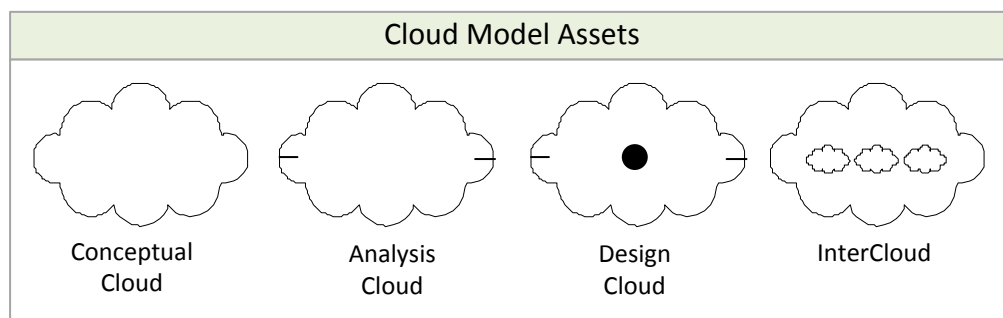 Cloud Model Assets
Conceptual
Cloud
Analysis
Cloud
Design
Cloud
InterCloud